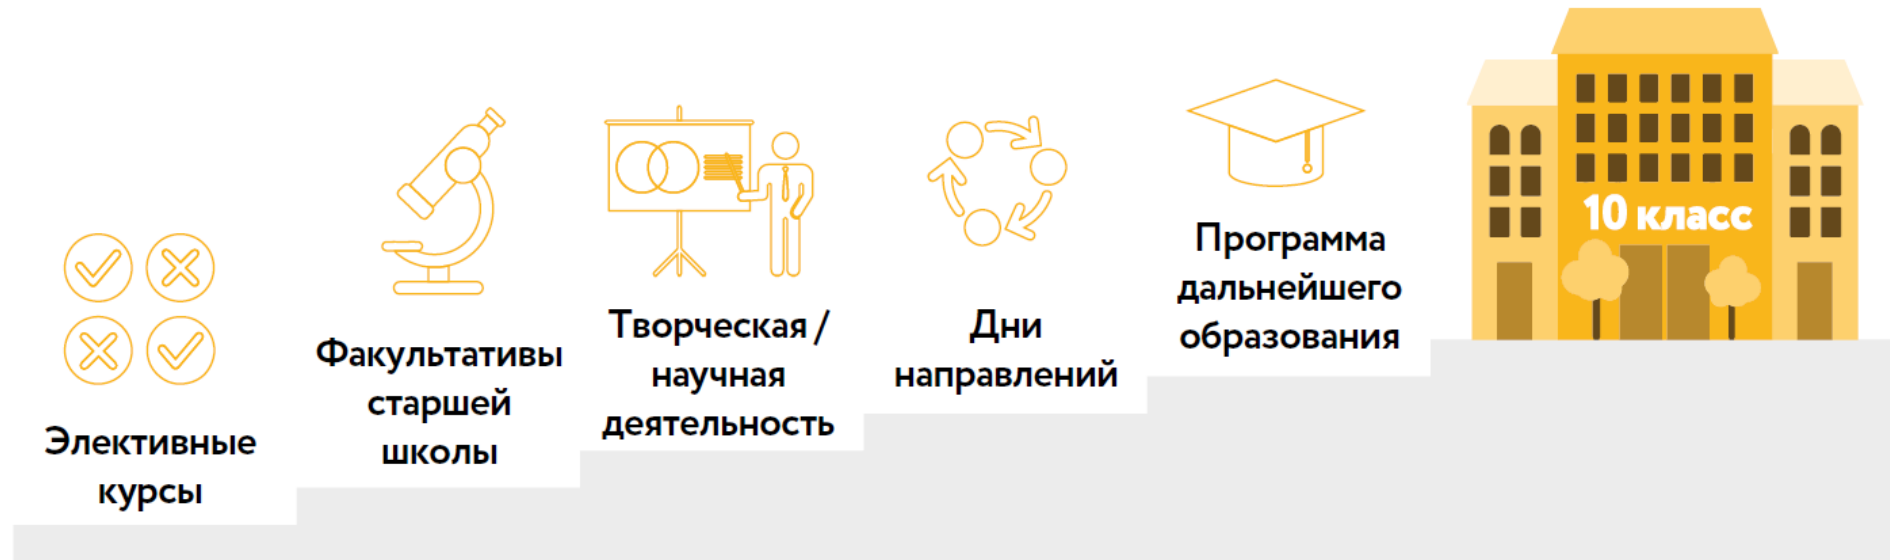 Элективные
курсы
Факультативы
старшей
школы
Творческая /
научная
деятельность
Дни
направлений
Программа
дальнейшего
образования
10 класс